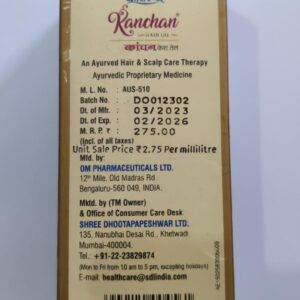 Kanchan®
HAIR OIL
कांचन केश तेल
An Ayurved Hair & Scalp Care Therapy
Ayurvedic Proprietary Medicine
M. L. No. : AUS-510
Batch No. : DO012302
Dt. of Mfr. : 03/2023
Dt. of Exp. : 02/2026
M. R. P. ₹ : 275.00
(incl. of all taxes)
Unit Sale Price ₹2.75 Per millilitre
Mfd. by:
OM PHARMACEUTICALS LTD.
12th Mile, Old Madras Rd.
Bengaluru-560 049, INDIA.
Mktd. by (TM Owner)
& Office of Consumer Care Desk:
SHREE DHOOTAPAPESHWAR LTD.
135, Nanubhai Desai Rd., Khetwadi,
Mumbai-400004.
Tel.: +91-22-23829874
(Mon to Fri from 10 am to 5 pm, excepting holidays)
healthcare@sdlindia.com